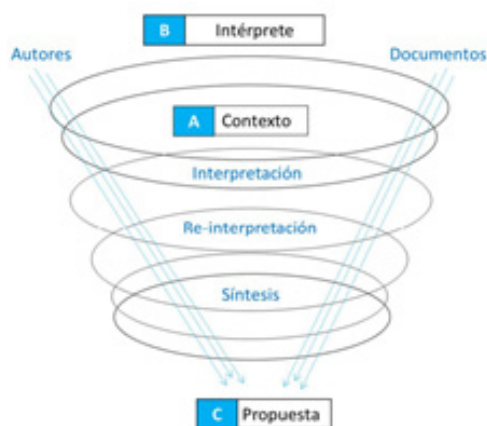 B Intérprete
Autores
Documentos
A Contexto
Interpretación
Re-interpretación
Síntesis
C Propuesta